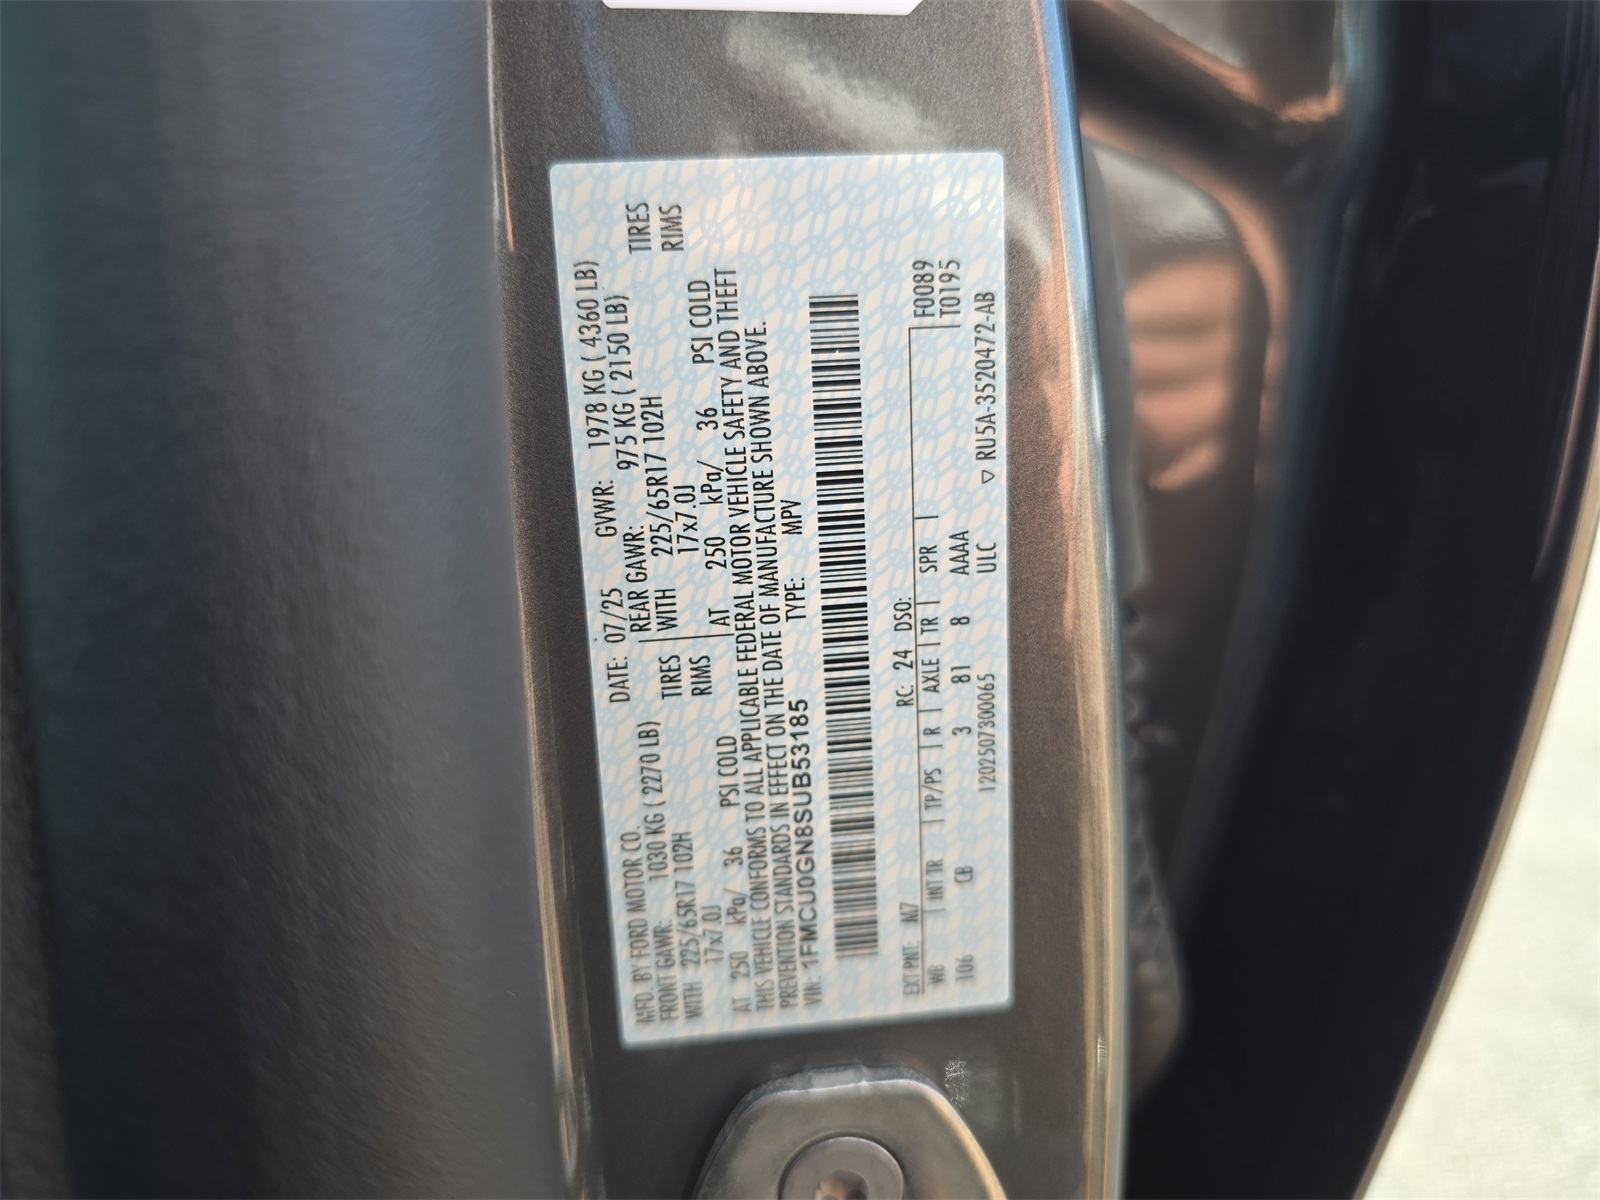 MFD. BY FORD MOTOR CO. DATE: 07/25 GVWR: 1978 KG ( 4360 LB)
FRONT GAWR: 1030 KG ( 2270 LB) REAR GAWR: 975 KG ( 2150 LB)
WITH 225/65R17 102H TIRES WITH 225/65R17 102H TIRES
17x7.0J RIMS 17x7.0J RIMS
AT 250 kPa/ 36 PSI COLD AT 250 kPa/ 36 PSI COLD
THIS VEHICLE CONFORMS TO ALL APPLICABLE FEDERAL MOTOR VEHICLE SAFETY AND THEFT
PREVENTION STANDARDS IN EFFECT ON THE DATE OF MANUFACTURE SHOWN ABOVE.
VIN: 1FMCU0GN8SUB53185 TYPE: MPV
EXT PNT: M7 RC: 24 DSO: F0089
WB INT TR TP/PS R AXLE TR SPR T0195
106 CB 3 81 8 AAAA
120250730065 ULC ▽ RU5A-3520472-AB